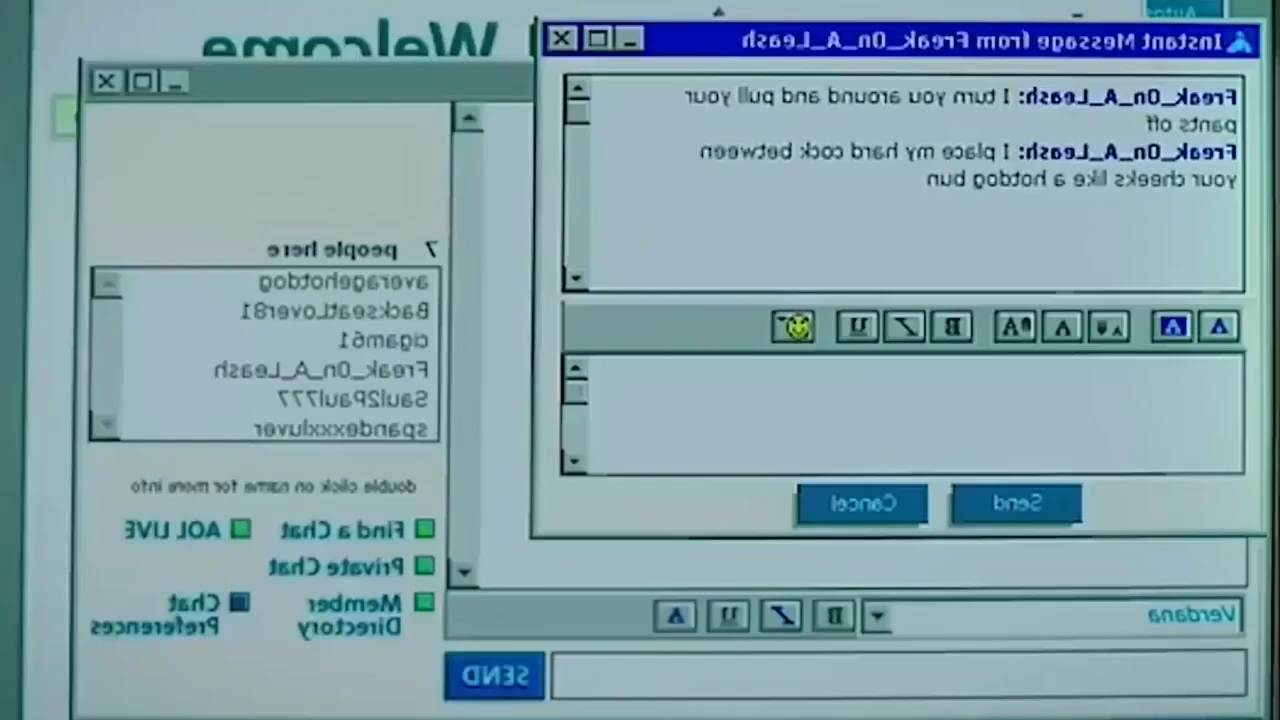 Welcome
Instant Message from Freak_On_A_Leash
Freak_On_A_Leash: I turn you around and pull your
pants off
Freak_On_A_Leash: I place my hard cock between
your cheeks like a hotdog bun
7 people here
averagehotdog
BackseatLover81
cigam61
Freak_On_A_Leash
Saul2Paul777
spandexxxluver
double click on name for more info
Find a Chat
AOL LIVE
Private Chat
Member
Directory
Chat
Preferences
A A A A A B I U
Send
Cancel
Verdana
B I U A
SEND